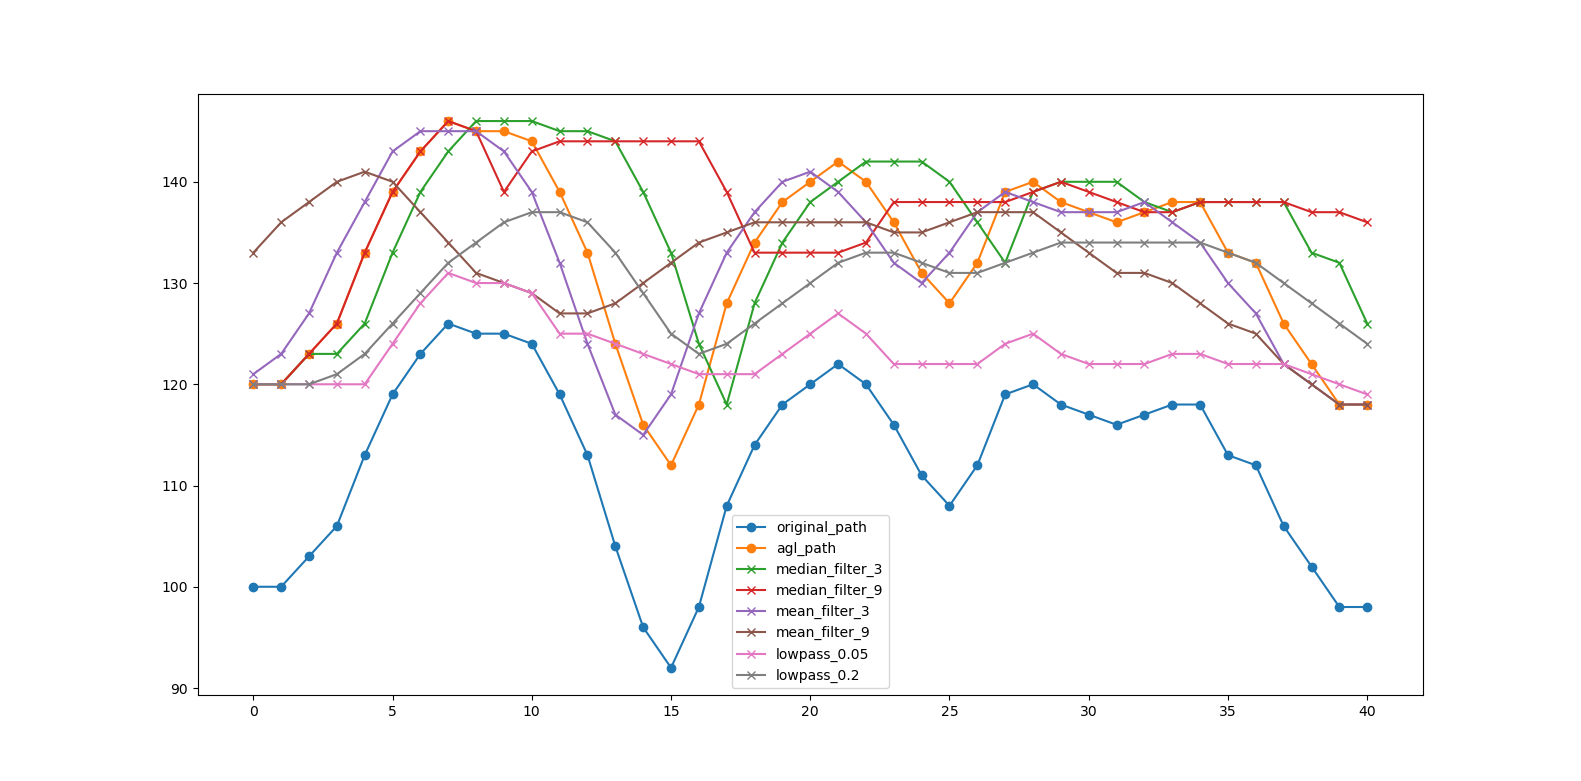 140
130
120
110
100
90
0 5 10 15 20 25 30 35 40
original_path
agl_path
median_filter_3
median_filter_9
mean_filter_3
mean_filter_9
lowpass_0.05
lowpass_0.2